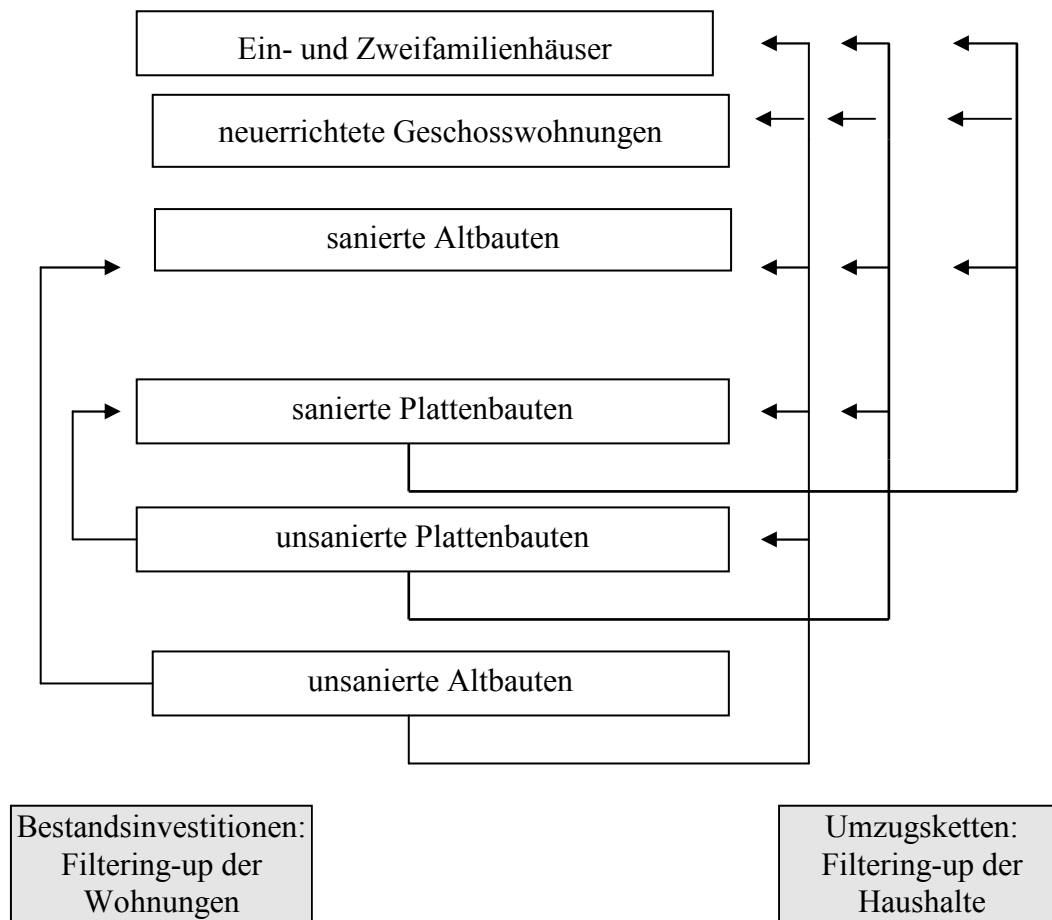 Ein- und Zweifamilienhäuser
neuerrichtete Geschosswohnungen
sanierte Altbauten
sanierte Plattenbauten
unsanierte Plattenbauten
unsanierte Altbauten
Bestandsinvestitionen:
Filtering-up der
Wohnungen
Umzugsketten:
Filtering-up der
Haushalte